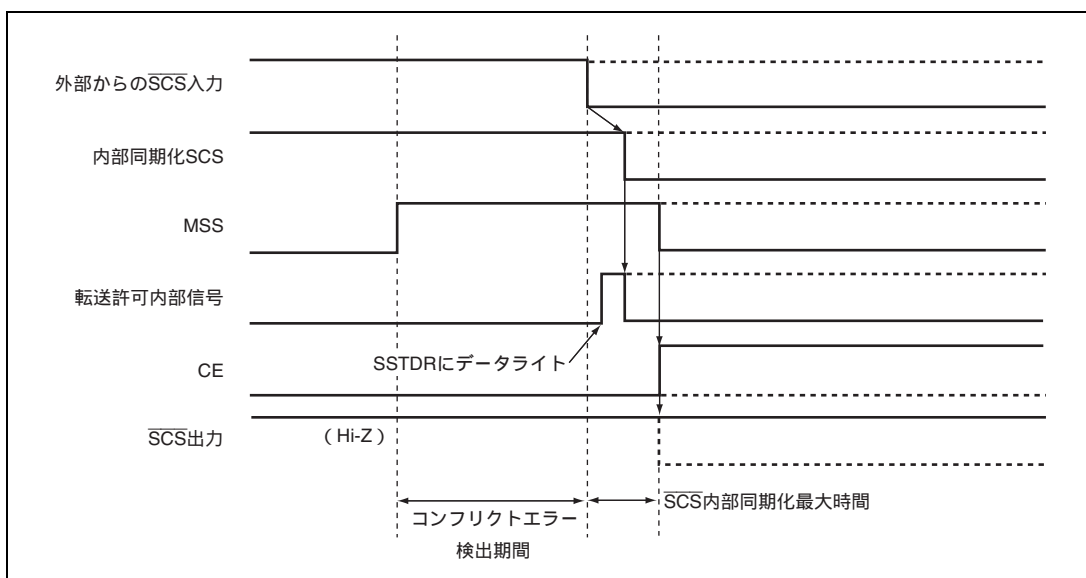 外部からのSCS入力
内部同期化SCS
MSS
転送許可内部信号
SSTDRにデータライト
CE
SCS出力
（Hi-Z）
SCS内部同期化最大時間
コンフリクトエラー
検出期間